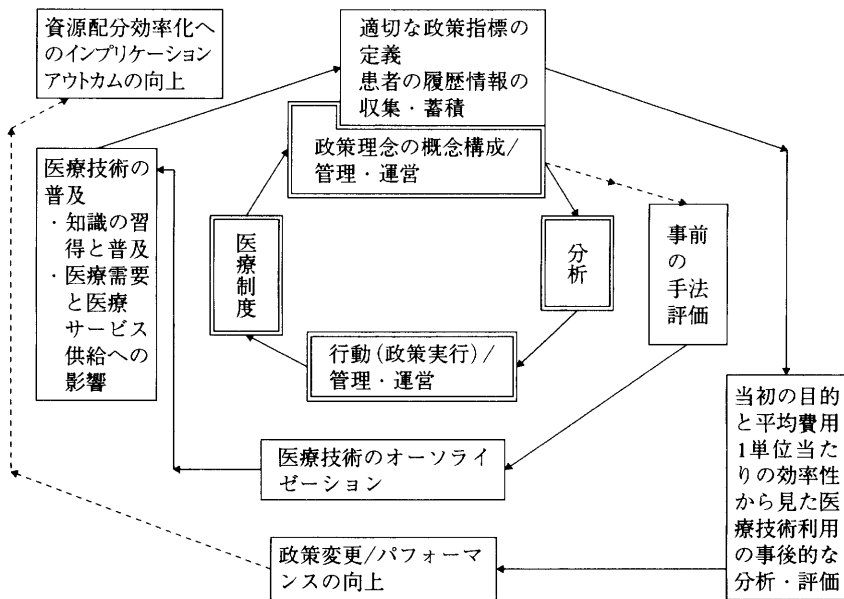 資源配分効率化へ
のインプリケーション
アウトカムの向上
適切な政策指標の
定義
患者の履歴情報の
収集・蓄積
政策理念の概念構成/
管理・運営
医療技術の
普及
・知識の習
得と普及
・医療需要
と医療
サービス
供給への
影響
医療制度
分析
事前
の
手法
評価
行動(政策実行)/
管理・運営
当初の目的
と平均費用
1単位当た
りの効率性
から見た医
療技術利用
の事後的な
分析・評価
医療技術のオーソライ
ゼーション
政策変更/パフォーマ
ンスの向上